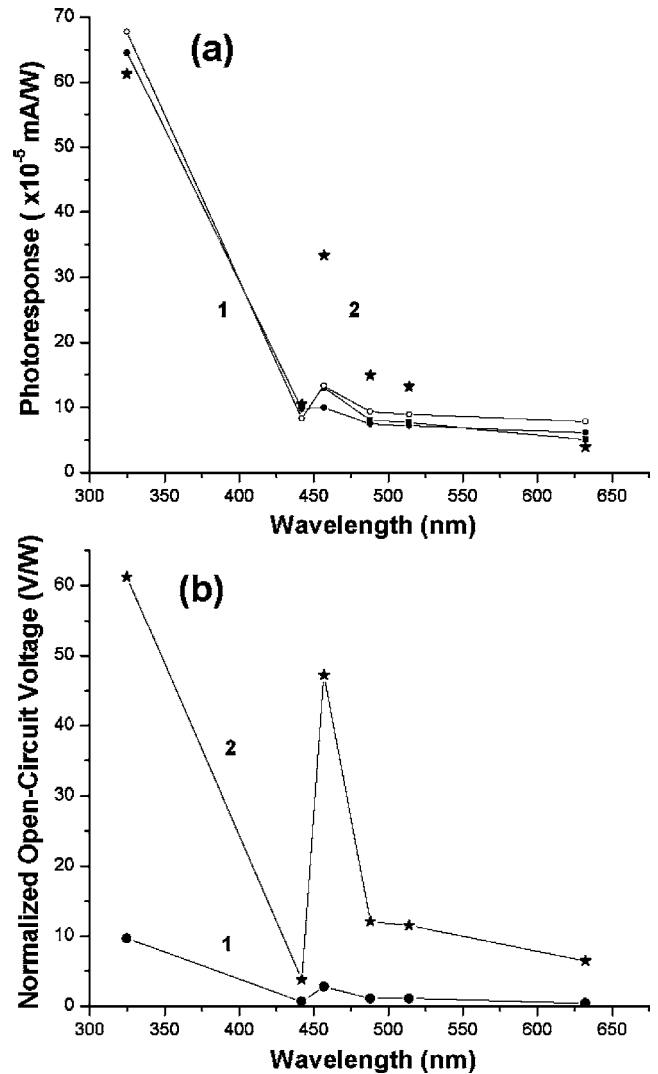 (a)
Photoresponse ( x10⁻⁵ mA/W)
70
60
50
40
30
20
10
0
1
2
300 350 400 450 500 550 600 650
Wavelength (nm)
(b)
Normalized Open-Circuit Voltage (V/W)
60
50
40
30
20
10
0
2
1
300 350 400 450 500 550 600 650
Wavelength (nm)